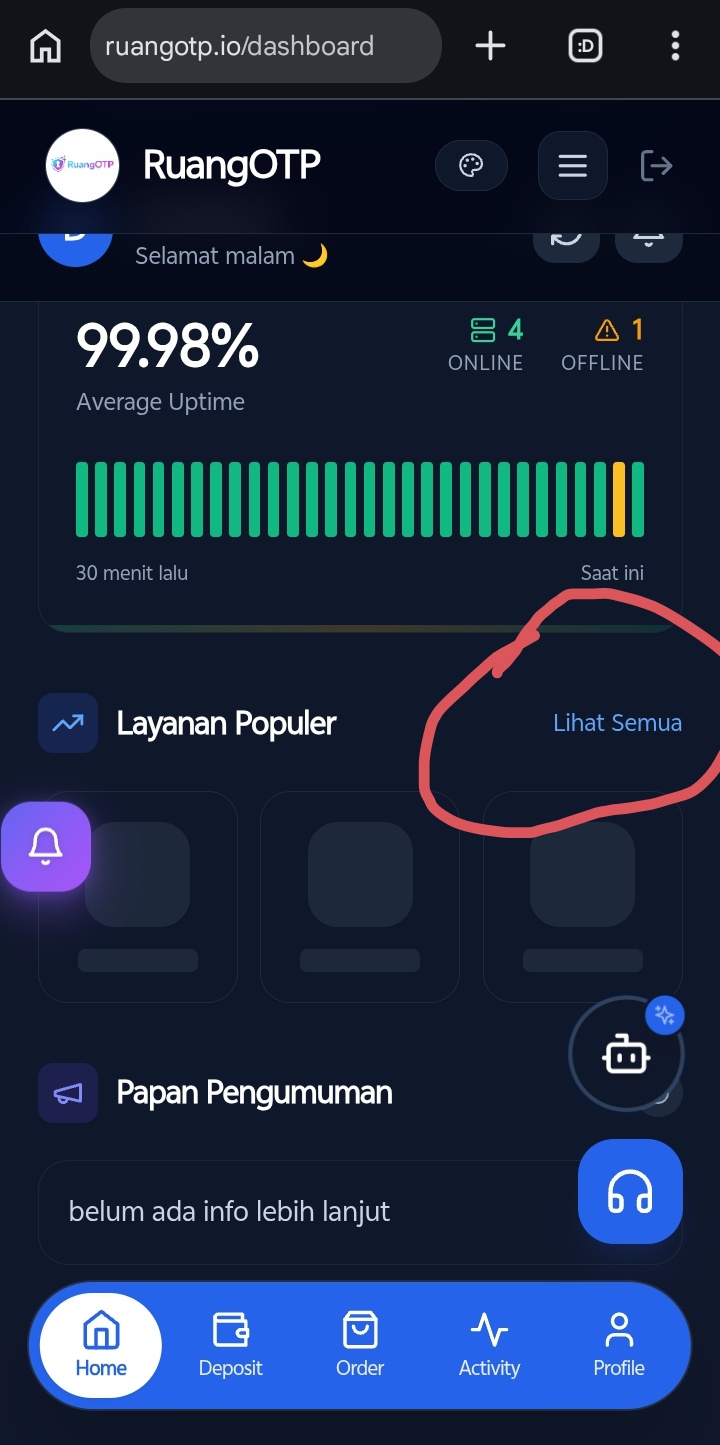 ruangotp.io/dashboard
:D
RuangOTP
RuangOTP
Selamat malam 🌙
99.98%
4
1
ONLINE
OFFLINE
Average Uptime
30 menit lalu
Saat ini
Layanan Populer
Lihat Semua
Papan Pengumuman
belum ada info lebih lanjut
Home
Deposit
Order
Activity
Profile